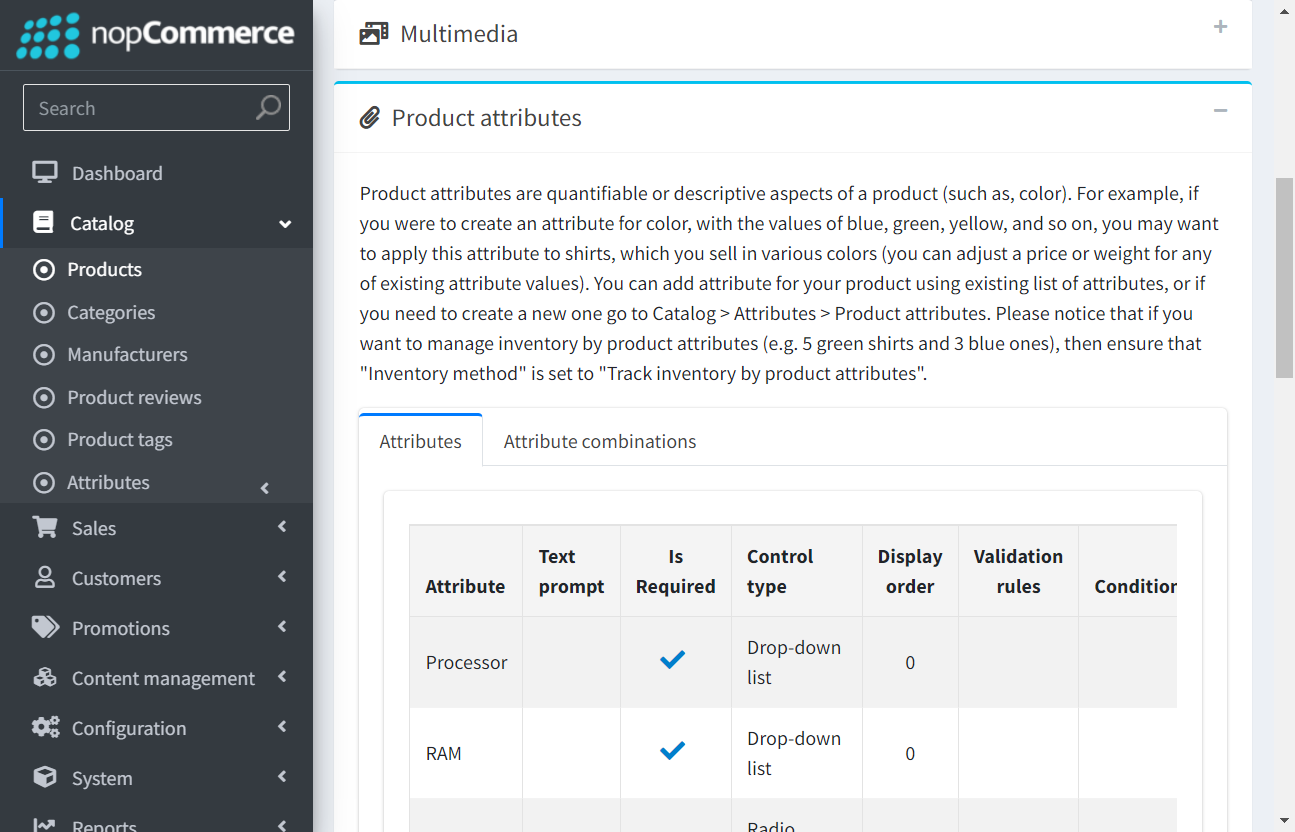 nopCommerce
Search
Dashboard
Catalog
Products
Categories
Manufacturers
Product reviews
Product tags
Attributes
Sales
Customers
Promotions
Content management
Configuration
System
Reports
Multimedia
Product attributes
Product attributes are quantifiable or descriptive aspects of a product (such as, color). For example, if
you were to create an attribute for color, with the values of blue, green, yellow, and so on, you may want
to apply this attribute to shirts, which you sell in various colors (you can adjust a price or weight for any
of existing attribute values). You can add attribute for your product using existing list of attributes, or if
you need to create a new one go to Catalog > Attributes > Product attributes. Please notice that if you
want to manage inventory by product attributes (e.g. 5 green shirts and 3 blue ones), then ensure that
"Inventory method" is set to "Track inventory by product attributes".
Attributes Attribute combinations
Text Is Control Display Validation
Attribute prompt Required type order rules Condition
Drop-down
Processor 0
list
Drop-down
RAM 0
list
Radio